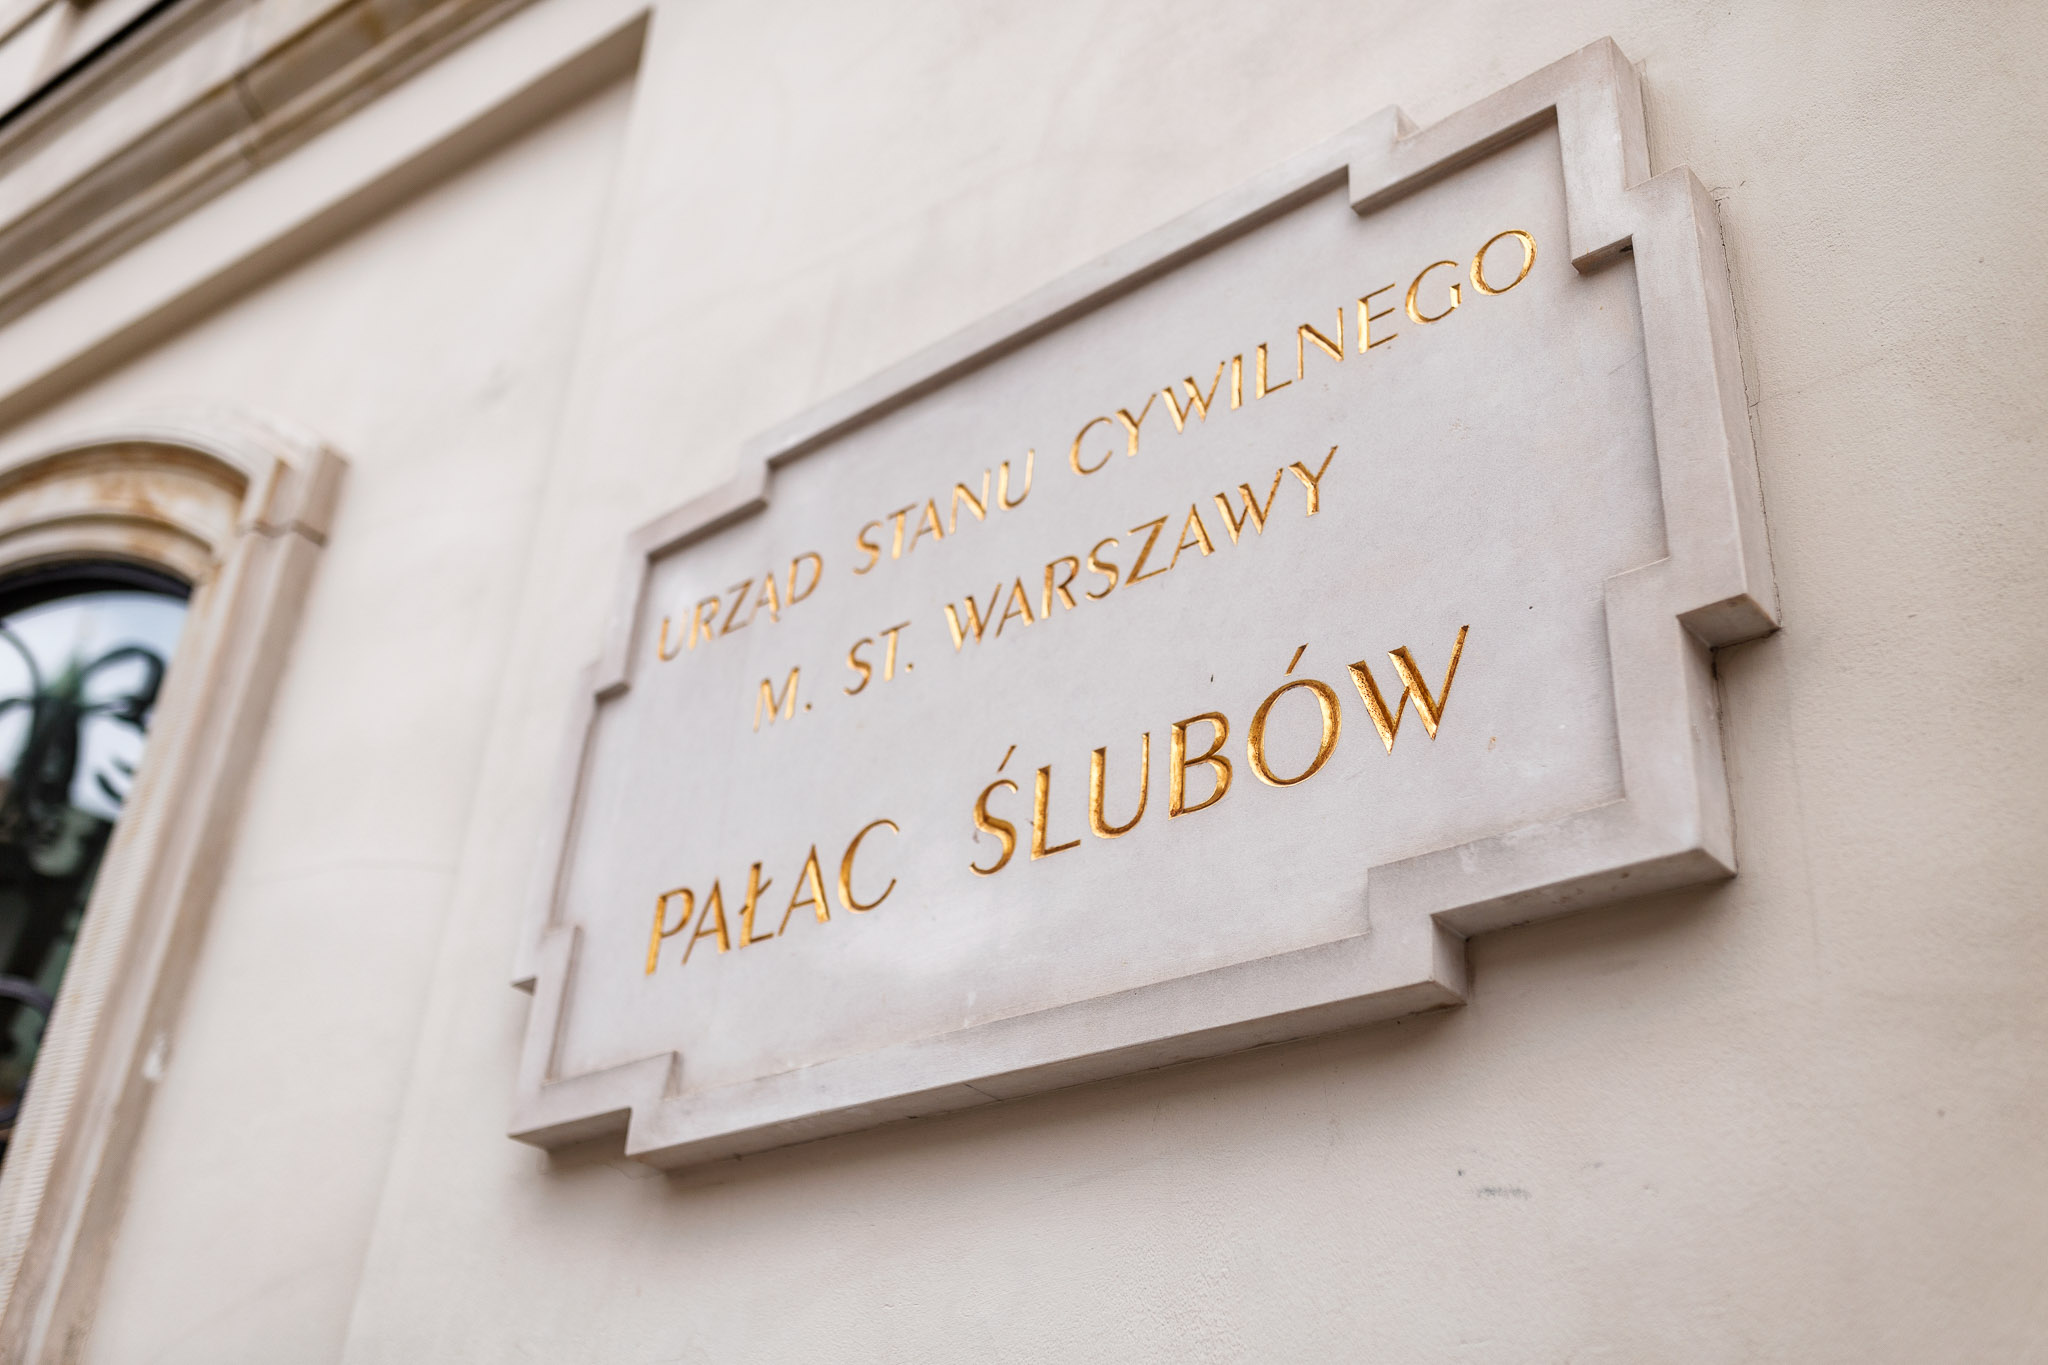 URZĄD STANU CYWILNEGO
M. ST. WARSZAWY
PAŁAC ŚLUBÓW